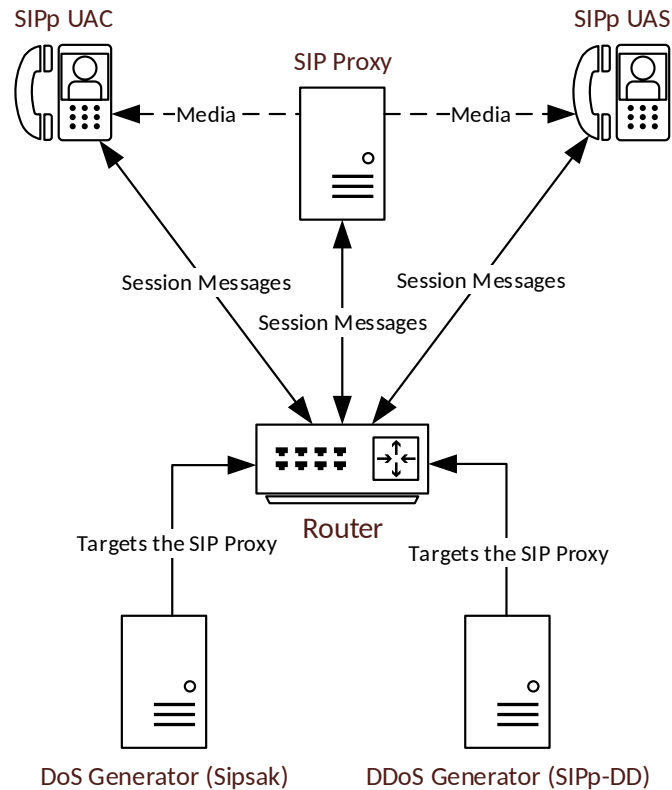 SIPp UAC
SIPp UAS
SIP Proxy
Media
Media
Session Messages
Session Messages
Session Messages
Router
Targets the SIP Proxy
Targets the SIP Proxy
DoS Generator (Sipsak)
DDoS Generator (SIPp-DD)